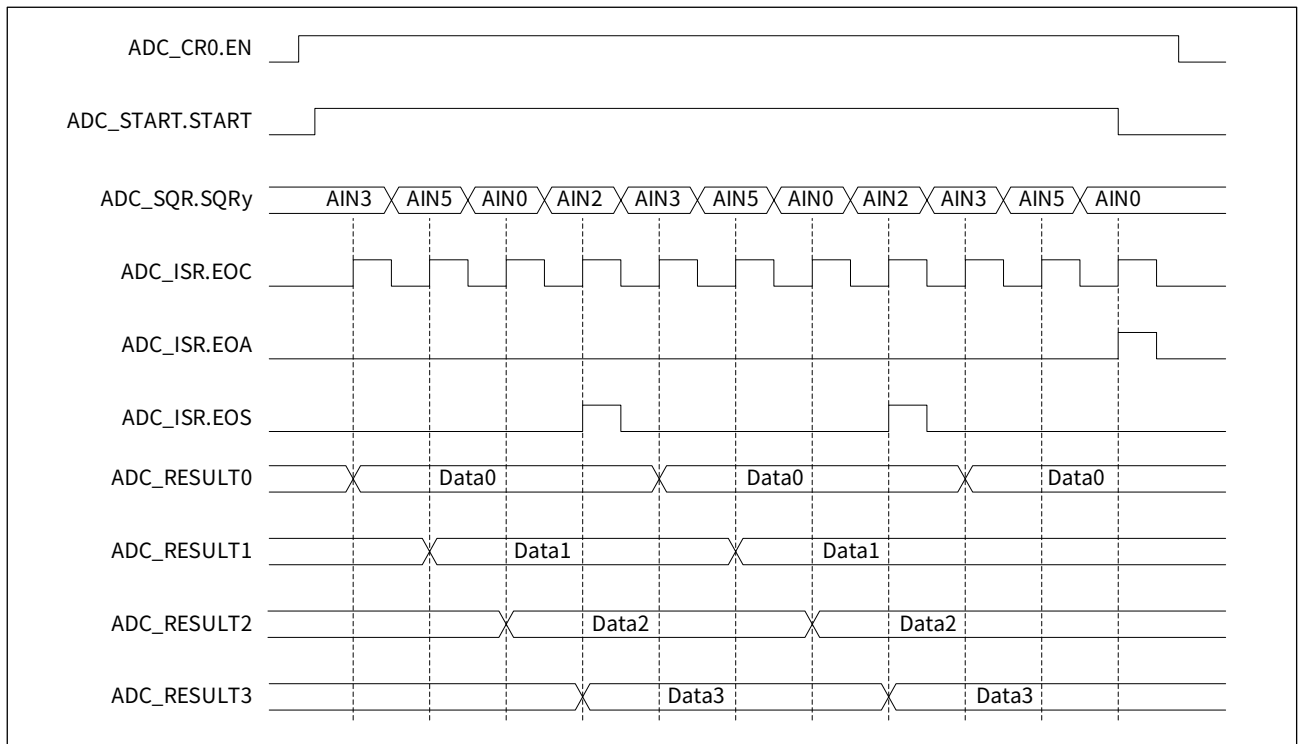 ADC_CR0.EN
ADC_START.START
ADC_SQR.SQRy AIN3 AIN5 AIN0 AIN2 AIN3 AIN5 AIN0 AIN2 AIN3 AIN5 AIN0
ADC_ISR.EOC
ADC_ISR.EOA
ADC_ISR.EOS
ADC_RESULT0 Data0 Data0 Data0
ADC_RESULT1 Data1 Data1
ADC_RESULT2 Data2 Data2
ADC_RESULT3 Data3 Data3